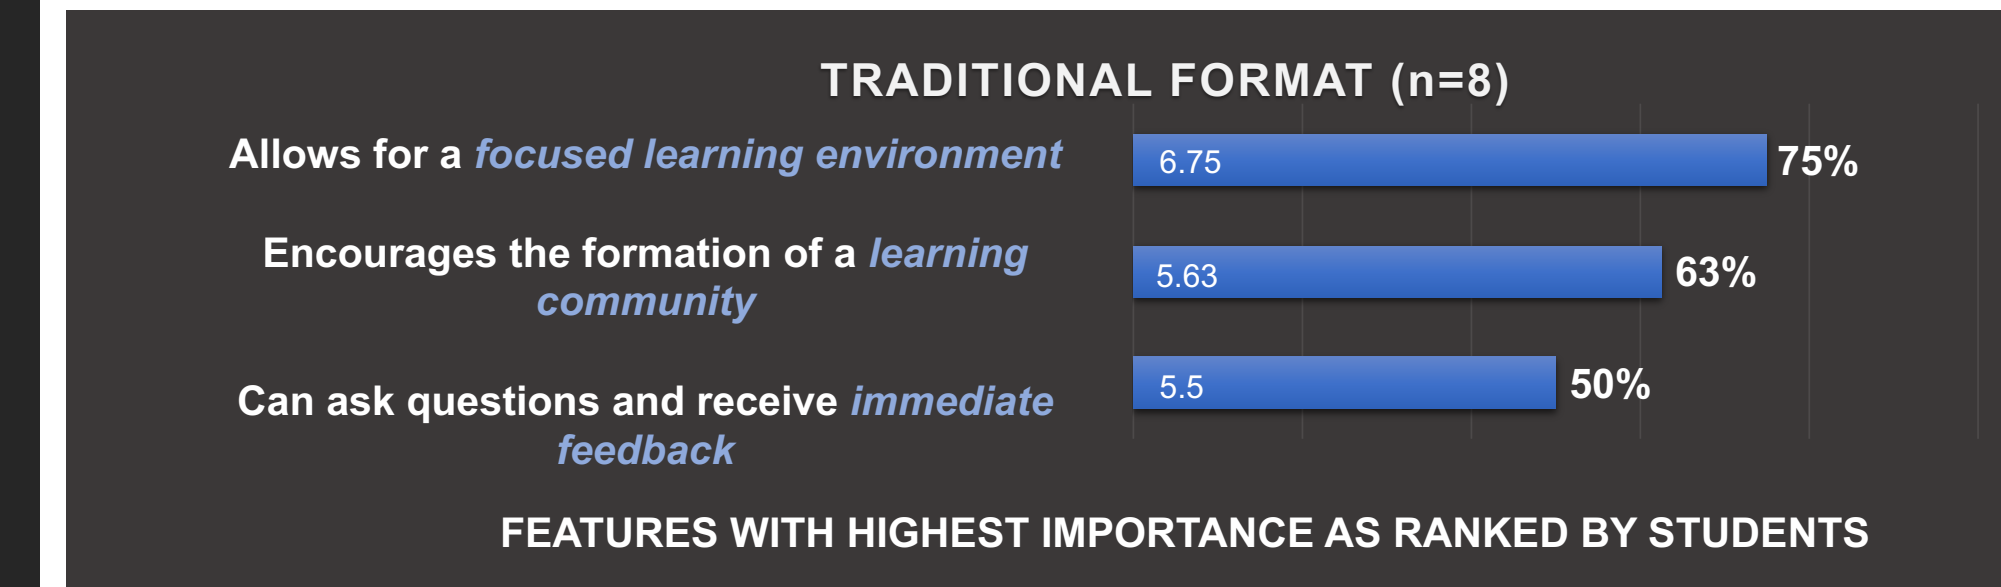 TRADITIONAL FORMAT (n=8)
Allows for a focused learning environment
6.75
75%
Encourages the formation of a learning
community
5.63
63%
Can ask questions and receive immediate
feedback
5.5
50%
FEATURES WITH HIGHEST IMPORTANCE AS RANKED BY STUDENTS